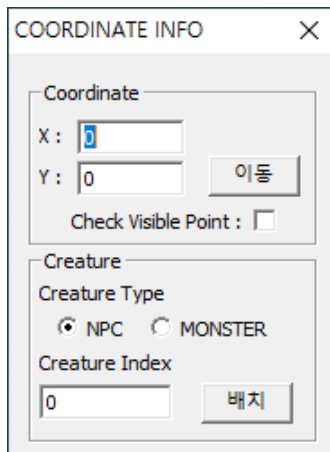 COORDINATE INFO
Coordinate
X : 0
Y : 0
이동
Check Visible Point :
Creature
Creature Type
NPC MONSTER
Creature Index
0 배치